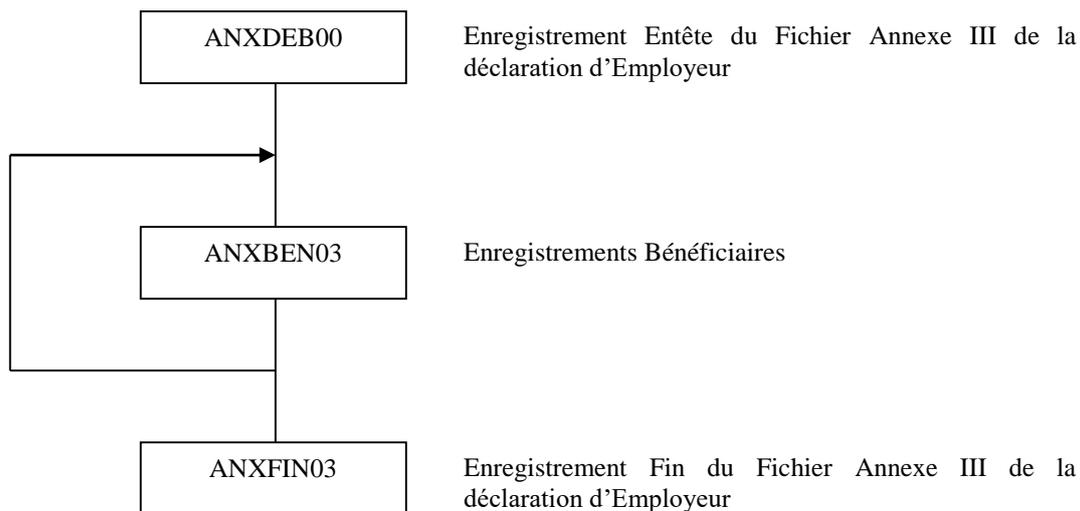 ANXDEB00
Enregistrement Entête du Fichier Annexe III de la
déclaration d’Employeur
ANXBEN03
Enregistrements Bénéficiaires
ANXFIN03
Enregistrement Fin du Fichier Annexe III de la
déclaration d’Employeur